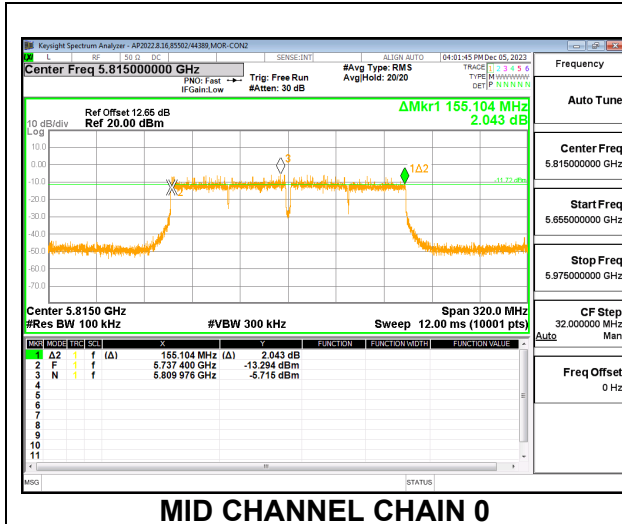 Keysight Spectrum Analyzer - AP2022.8.16,85502/44389,MOR-CON2
L RF 50 Ω DC SENSE:INT ALIGN AUTO 04:01:45 PM Dec 05, 2023
Center Freq 5.815000000 GHz
PNO: Fast
IFGain:Low
Trig: Free Run
#Atten: 30 dB
#Avg Type: RMS
Avg|Hold: 20/20
TRACE 1 2 3 4 5 6
TYPE M WWWWW
DET P N N N N N
Frequency
Auto Tune
Center Freq
5.815000000 GHz
Start Freq
5.655000000 GHz
Stop Freq
5.975000000 GHz
CF Step
32.000000 MHz
Auto Man
Freq Offset
0 Hz
Ref Offset 12.65 dB
10 dB/div Ref 20.00 dBm
Log
ΔMkr1 155.104 MHz
2.043 dB
10.0
0.00
-10.0
-20.0
-30.0
-40.0
-50.0
-60.0
-70.0
3
1Δ2
-11.77 dBm
Center 5.8150 GHz Span 320.0 MHz
#Res BW 100 kHz #VBW 300 kHz Sweep 12.00 ms (10001 pts)
MKR MODE TRC SCL X Y FUNCTION FUNCTION WIDTH FUNCTION VALUE
1 Δ2 1 f (Δ) 155.104 MHz (Δ) 2.043 dB
2 F 1 f 5.737 400 GHz -13.294 dBm
3 N 1 f 5.809 976 GHz -5.715 dBm
4
5
6
7
8
9
10
11
MSG STATUS
MID CHANNEL CHAIN 0